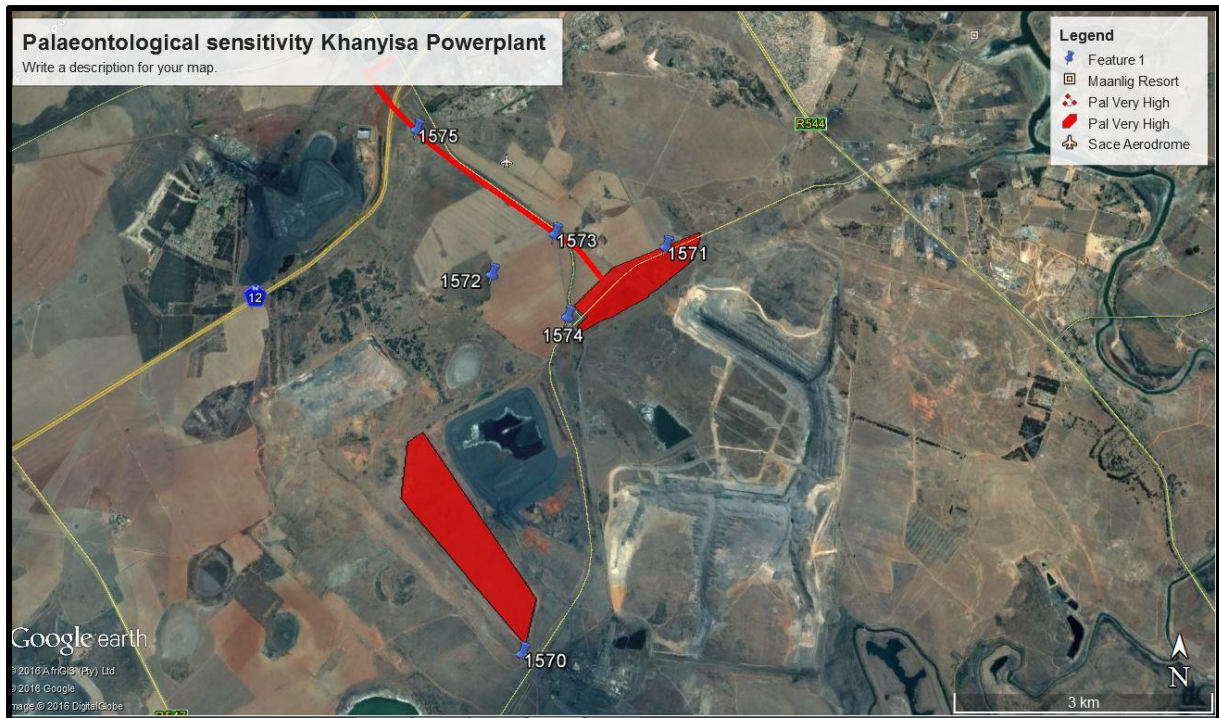 Palaeontological sensitivity Khanyisa Powerplant
Write a description for your map.
Legend
Feature 1
Maanlig Resort
Pal Very High
Pal Very High
Sace Aerodrome
R544
1575
1573
1571
1572
N
12
1574
1570
Google earth
© 2016 AfriGIS (Pty) Ltd.
© 2016 Google
Image © 2016 DigitalGlobe
R547
N
3 km